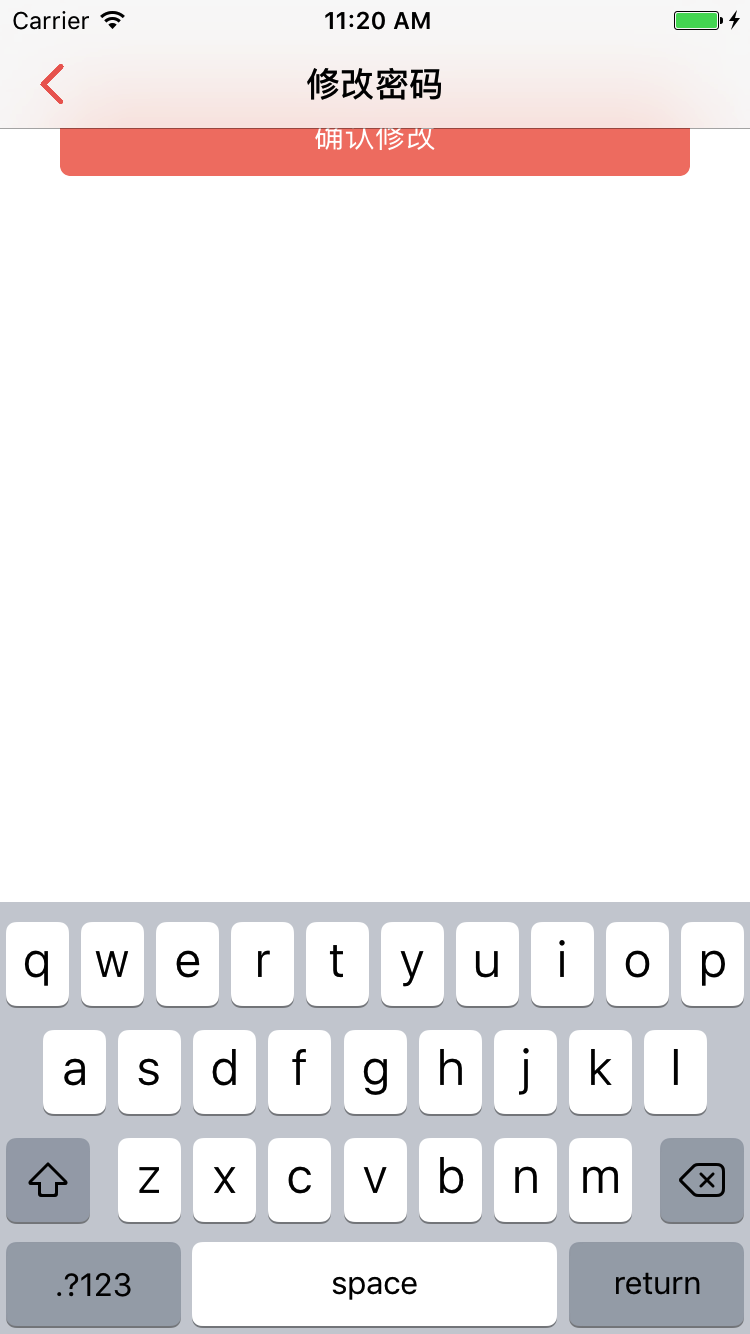 Carrier 11:20 AM
修改密码
确认修改
q w e r t y u i o p
a s d f g h j k l
z x c v b n m
.?123 space return